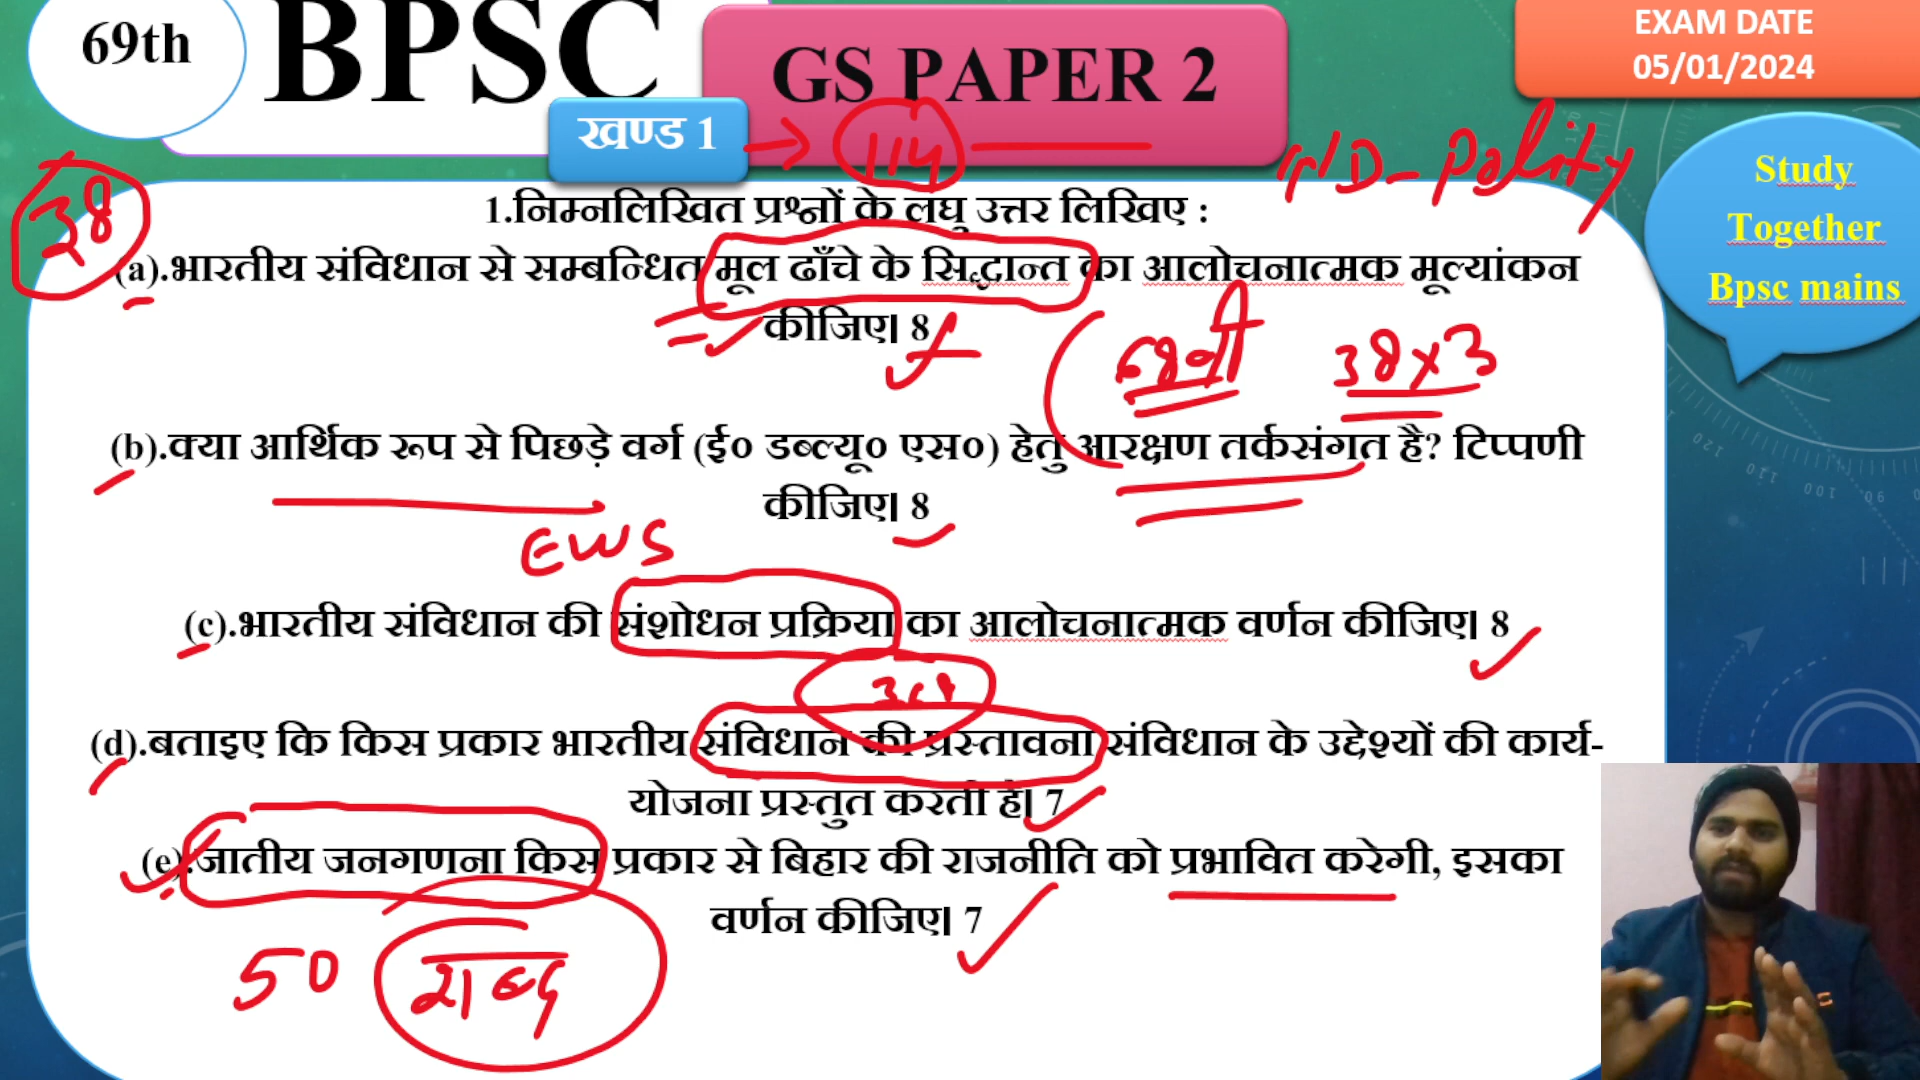 69th
BPSC
GS PAPER 2
EXAM DATE
05/01/2024
खण्ड 1
114
Polity
Study
Together
Bpsc mains
38
1.निम्नलिखित प्रश्नों के लघु उत्तर लिखिए :
(a).भारतीय संविधान से सम्बन्धित मूल ढाँचे के सिद्धान्त का आलोचनात्मक मूल्यांकन
कीजिए। 8
68वीं
38x3
(b).क्या आर्थिक रूप से पिछड़े वर्ग (ई० डब्ल्यू० एस०) हेतु आरक्षण तर्कसंगत है? टिप्पणी
कीजिए। 8
EWS
(c).भारतीय संविधान की संशोधन प्रक्रिया का आलोचनात्मक वर्णन कीजिए। 8
368
(d).बताइए कि किस प्रकार भारतीय संविधान की प्रस्तावना संविधान के उद्देश्यों की कार्य-
योजना प्रस्तुत करती है। 7
(e).जातीय जनगणना किस प्रकार से बिहार की राजनीति को प्रभावित करेगी, इसका
वर्णन कीजिए। 7
50 शब्द